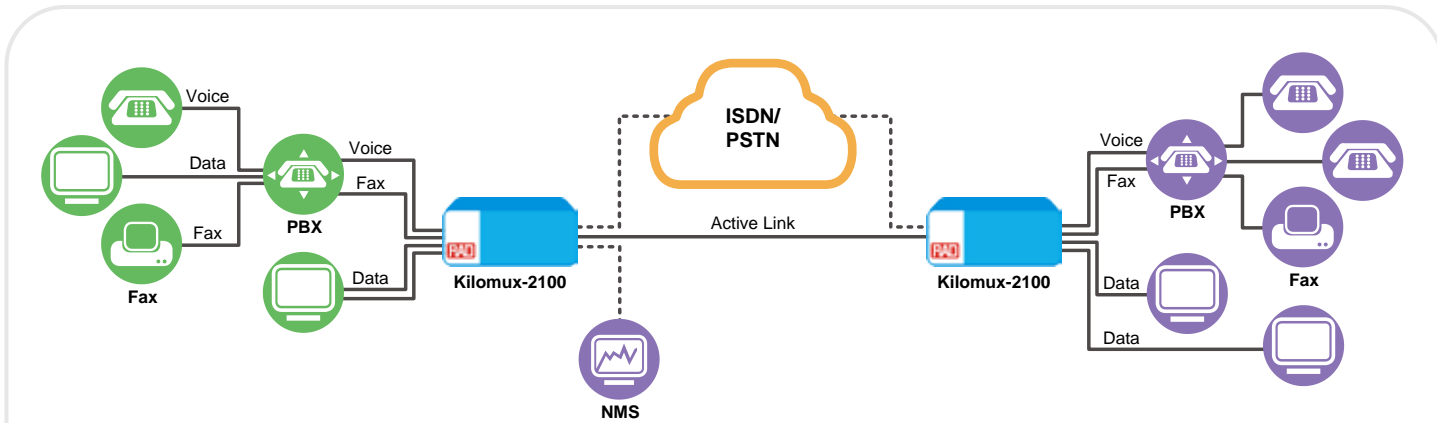 Voice
Data
Fax
Fax
PBX
Voice
Fax
Data
RAD
Kilomux-2100
ISDN/
PSTN
Active Link
NMS
RAD
Kilomux-2100
Voice
Fax
PBX
Fax
Data
Data